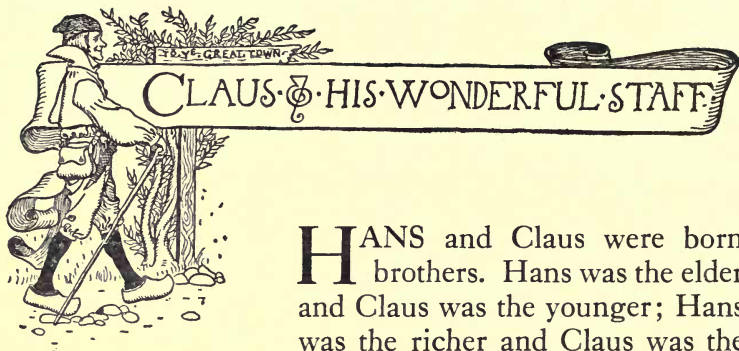 TO·Yᴱ·GREAT·TOWN·
CLAUS·&·HIS·WONDERFUL·STAFF·
HANS and Claus were born
brothers. Hans was the elder
and Claus was the younger; Hans
was the richer and Claus was the